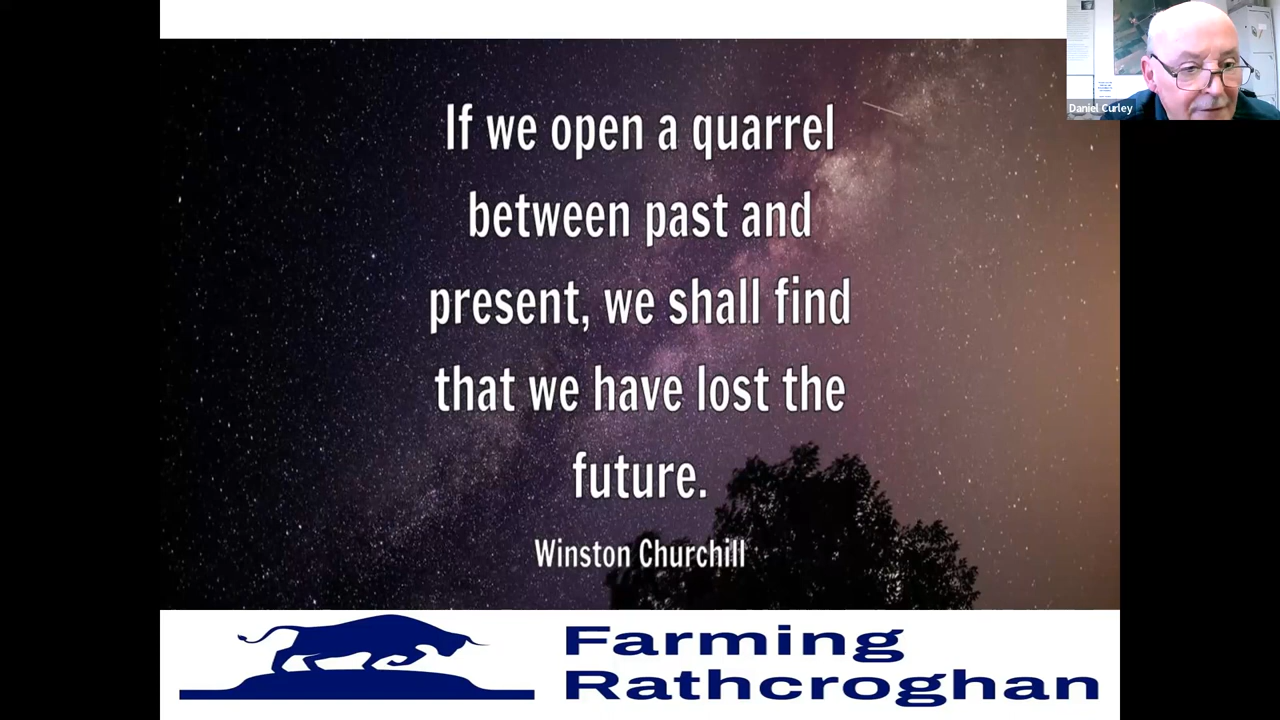 If we open a quarrel
between past and
present, we shall find
that we have lost the
future.
Winston Churchill
Farming
Rathcroghan
Daniel Curley